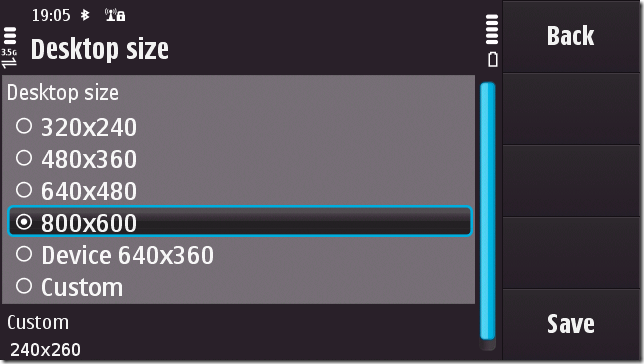 19:05
3.5G
Desktop size
Back
Desktop size
320x240
480x360
640x480
800x600
Device 640x360
Custom
Custom
240x260
Save